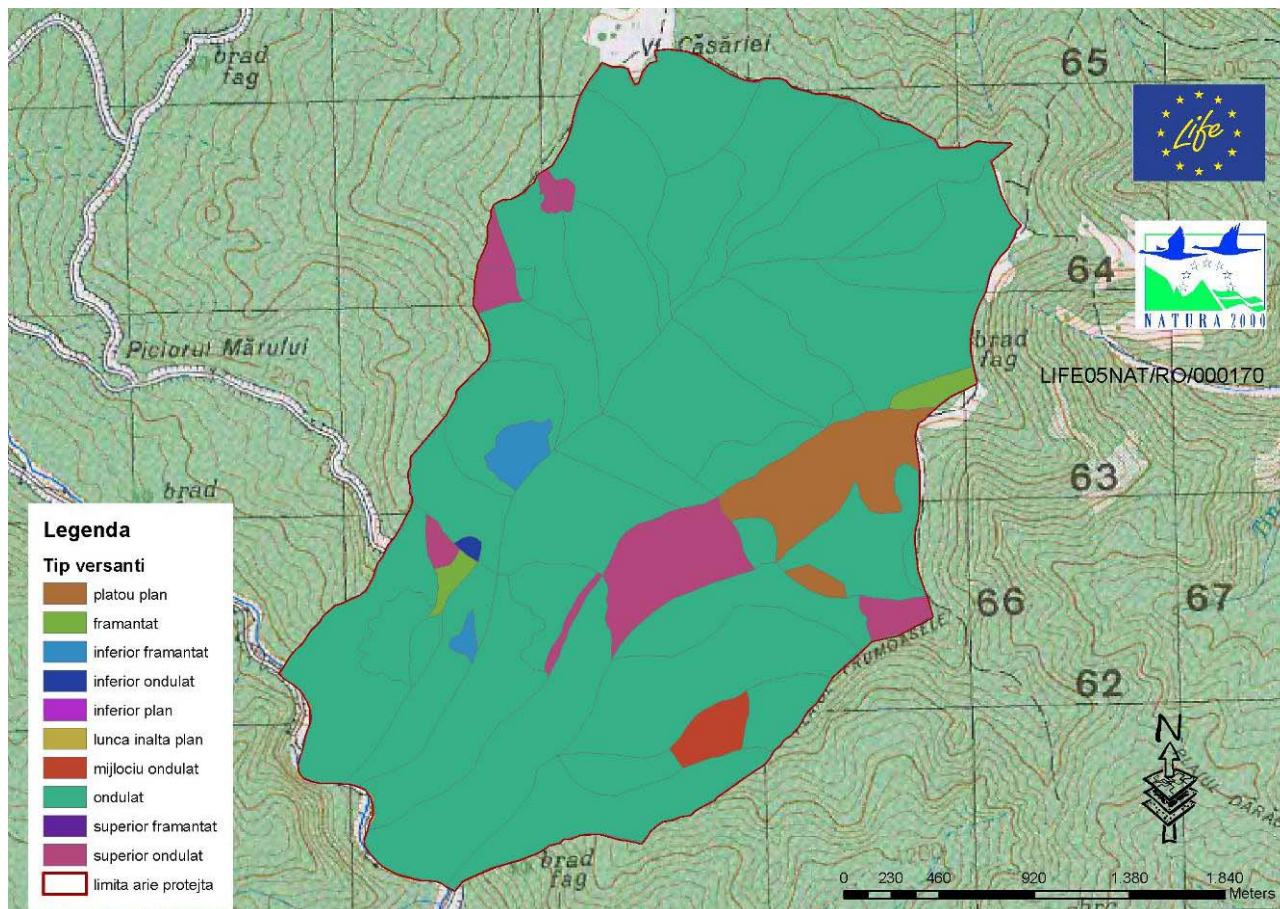 brad
fag
Vf. Căsăriei
65
Life
64
NATURA 2000
brad
fag
LIFE05NAT/RO/000170
Piciorul Mărului
63
brad
66
67
62
FRUMOASELE
N
brad
fag
Legenda
Tip versanti
platou plan
framantat
inferior framantat
inferior ondulat
inferior plan
lunca inalta plan
mijlociu ondulat
ondulat
superior framantat
superior ondulat
limita arie protejta
0 230 460 920 1.380 1.840
Meters